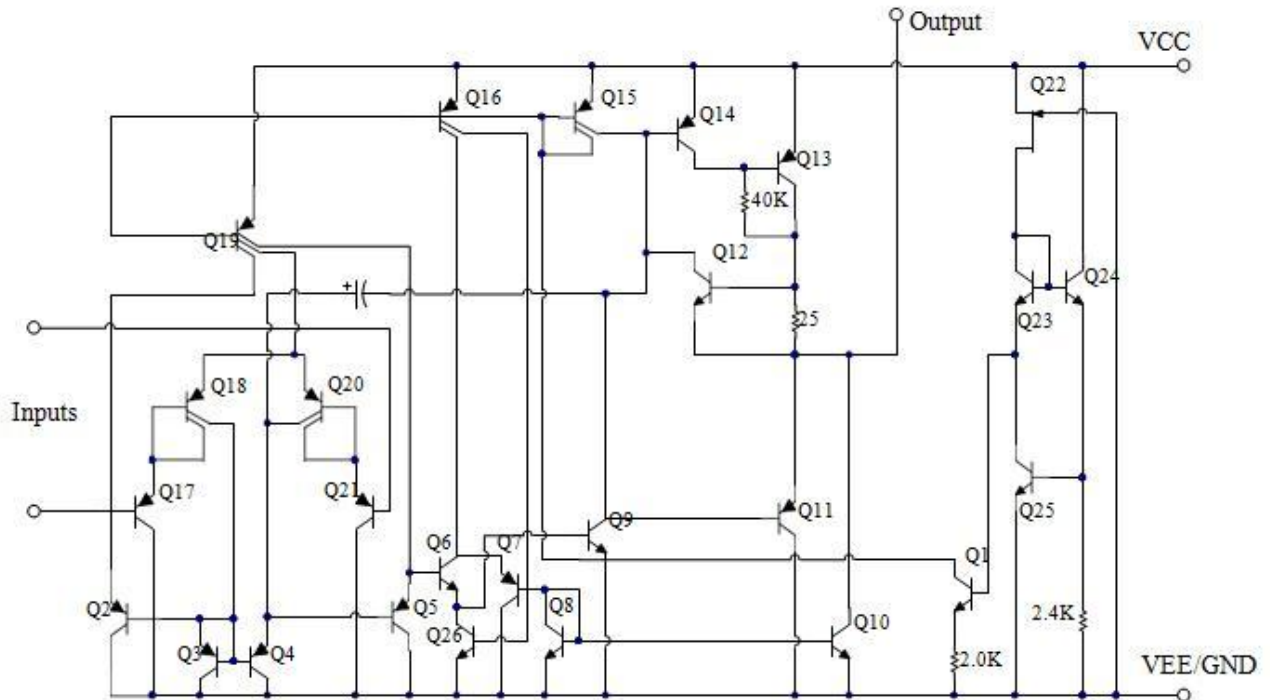 Output
VCC
Q22
Q16
Q15
Q14
Q13
40K
Q19
Q12
Q24
+
25
Q23
Q18
Q20
Inputs
Q17
Q21
Q25
Q11
Q9
Q6
Q7
Q1
Q2
Q5
Q8
Q26
Q10
2.4K
Q3
Q4
2.0K
VEE/GND